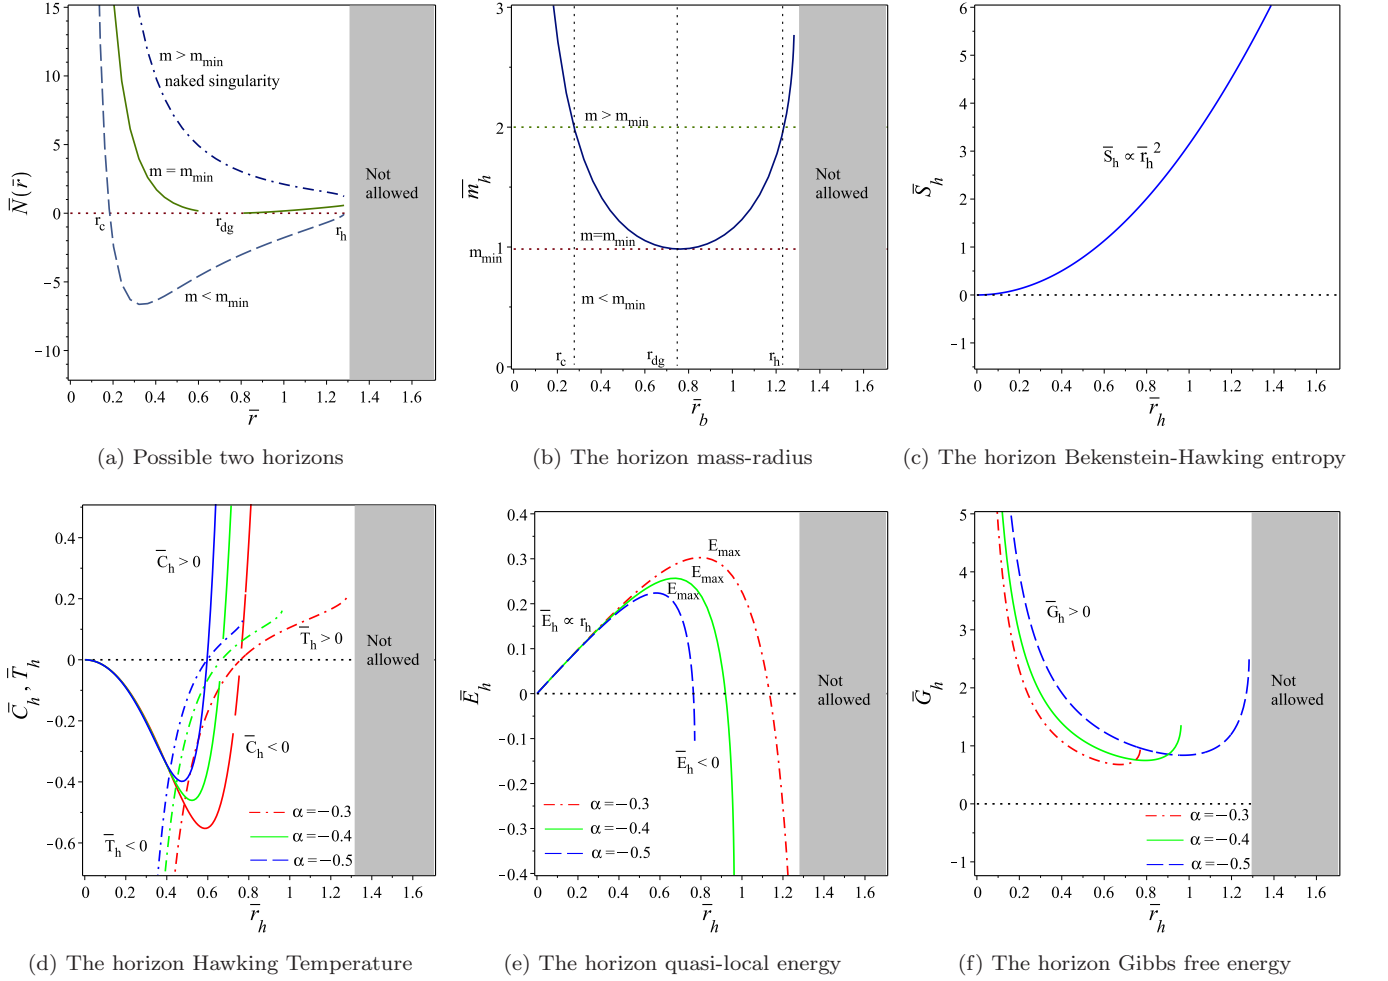 15
10
5
0
−5
−10
N̄(r̄)
m > m_min
naked singularity
m = m_min
r_c
r_dg
r_h
m < m_min
Not
allowed
0 0.2 0.4 0.6 0.8 1 1.2 1.4 1.6
r̄
(a) Possible two horizons
3
2
1
0
m̄_h
m_min
m > m_min
m=m_min
m < m_min
r_c
r_dg
r_h
Not
allowed
0 0.2 0.4 0.6 0.8 1 1.2 1.4 1.6
r̄_b
(b) The horizon mass-radius
6
5
4
3
2
1
0
−1
S̄_h
S̄_h ∝ r̄_h²
0 0.2 0.4 0.6 0.8 1 1.2 1.4 1.6
r̄_h
(c) The horizon Bekenstein-Hawking entropy
0.4
0.2
0
−0.2
−0.4
−0.6
C̄_h , T̄_h
C̄_h > 0
T̄_h > 0
C̄_h < 0
T̄_h < 0
Not
allowed
α=−0.3
α=−0.4
α=−0.5
0 0.2 0.4 0.6 0.8 1 1.2 1.4 1.6
r̄_h
(d) The horizon Hawking Temperature
0.4
0.3
0.2
0.1
0
−0.1
−0.2
−0.3
−0.4
Ē_h
E_max
E_max
E_max
Ē_h ∝ r_h
Ē_h < 0
Not
allowed
α=−0.3
α=−0.4
α=−0.5
0 0.2 0.4 0.6 0.8 1 1.2 1.4 1.6
r̄_h
(e) The horizon quasi-local energy
5
4
3
2
1
0
−1
Ḡ_h
Ḡ_h > 0
Not
allowed
α=−0.3
α=−0.4
α=−0.5
0 0.2 0.4 0.6 0.8 1 1.2 1.4 1.6
r̄_h
(f) The horizon Gibbs free energy